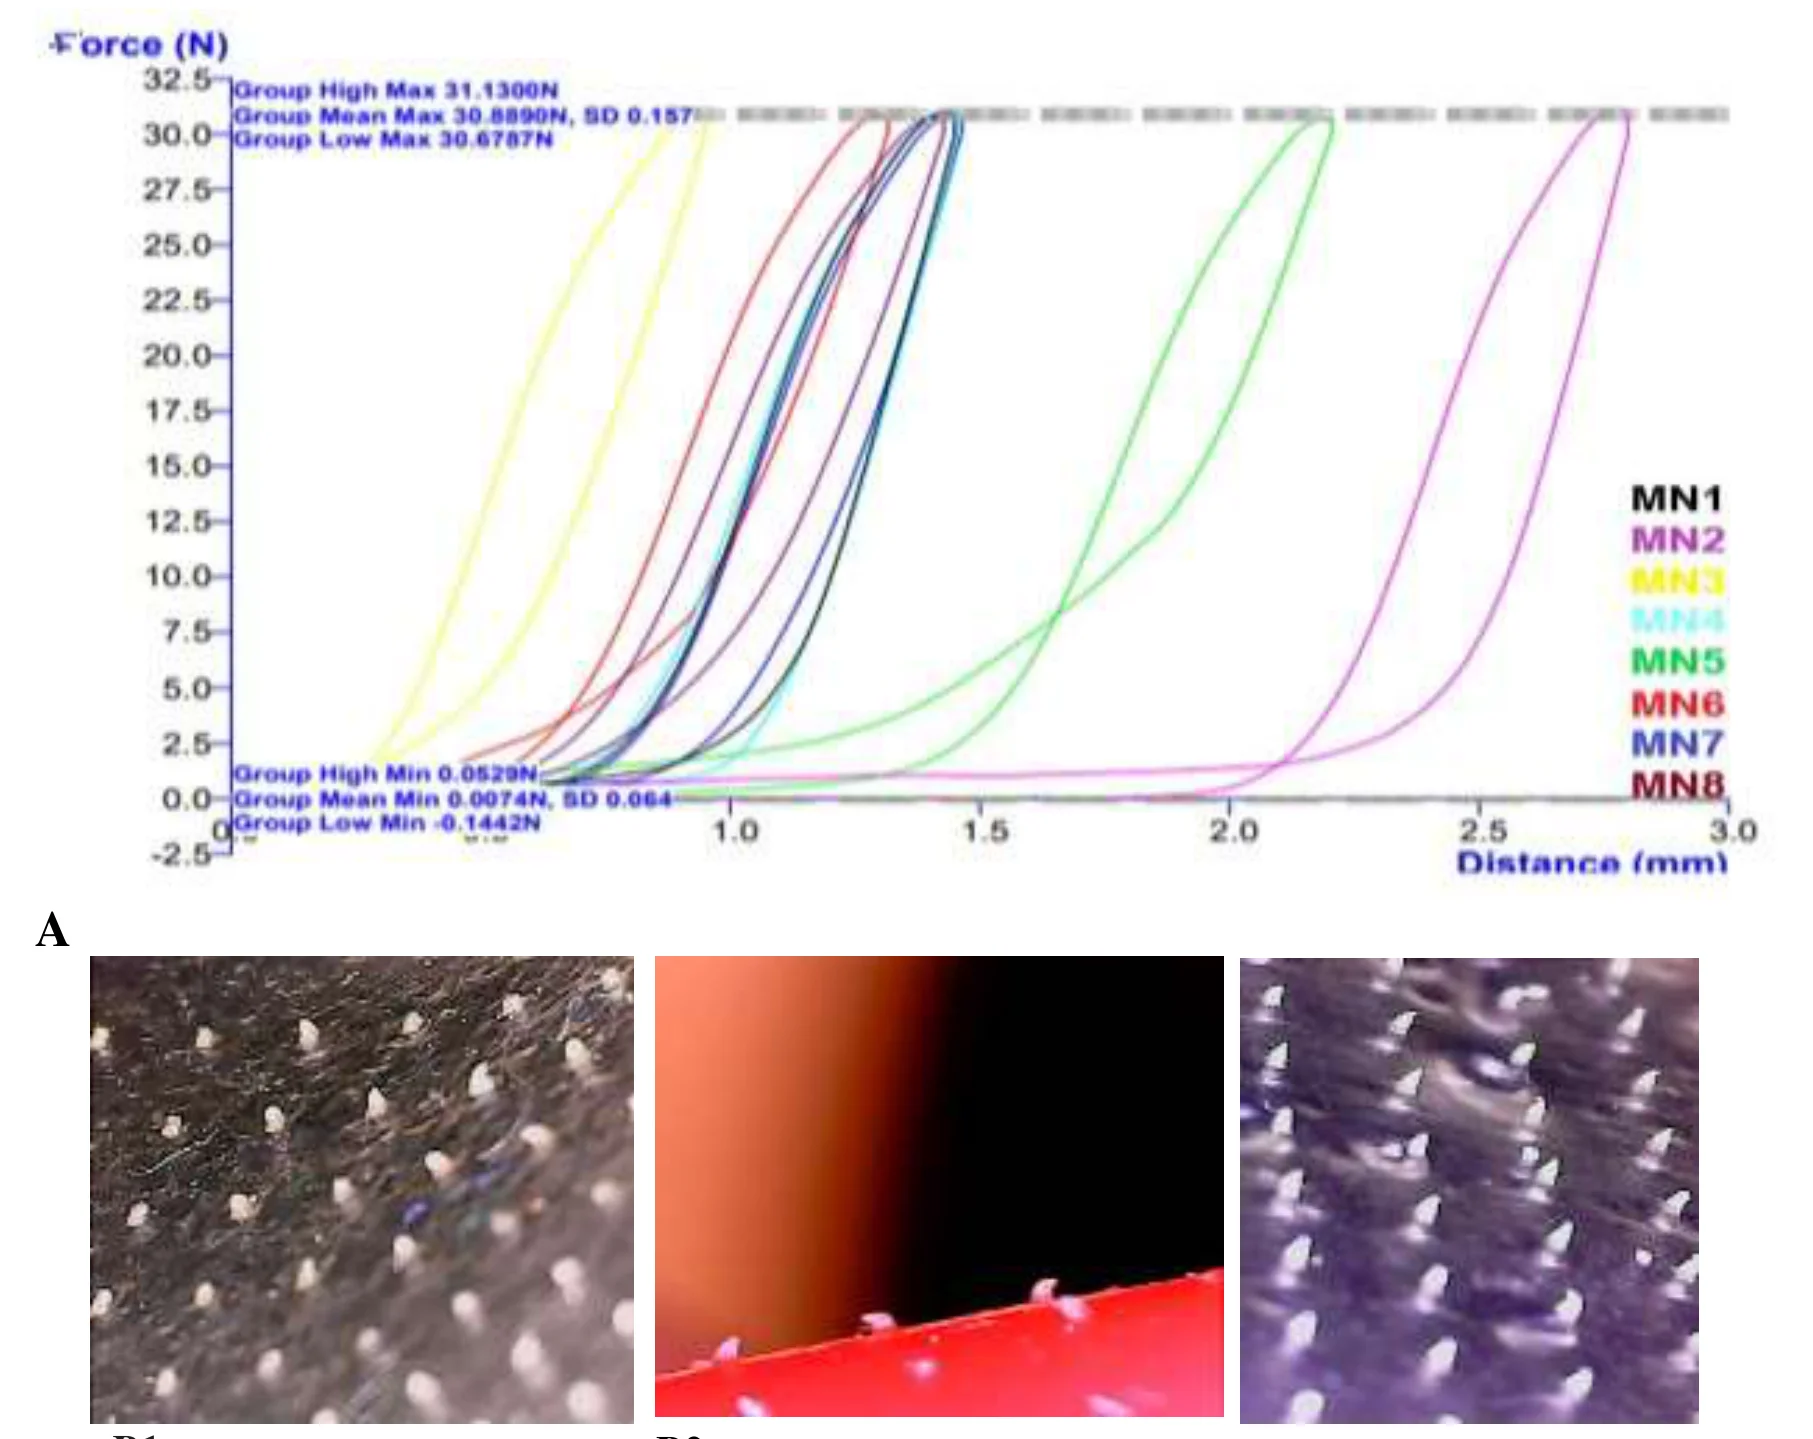 Force (N)
32.5
Group High Max 31.1300N
Group Mean Max 30.8890N, SD 0.157
30.0
Group Low Max 30.6787N
27.5
25.0
22.5
20.0
17.5
15.0
12.5
10.0
7.5
5.0
2.5
0.0
-2.5
MN1
MN2
MN3
MN4
MN5
MN6
MN7
MN8
Group High Min 0.0529N
Group Mean Min 0.0074N, SD 0.064
Group Low Min -0.1442N
1.0 1.5 2.0 2.5 3.0
Distance (mm)
A